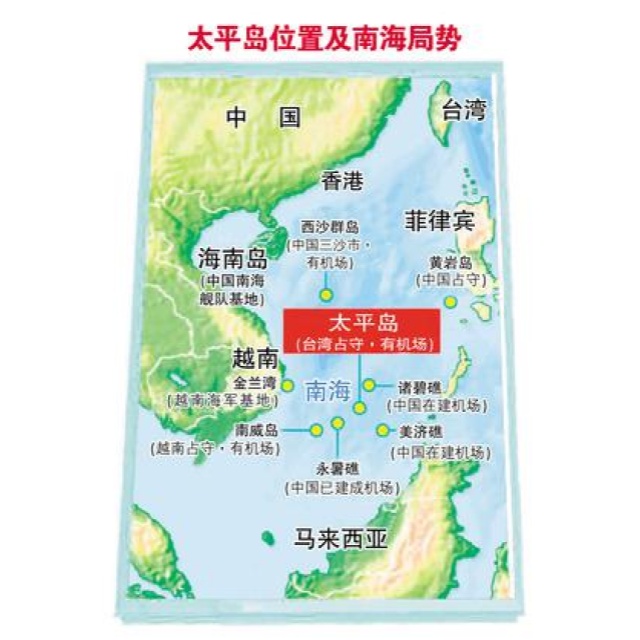 太平岛位置及南海局势
中国
台湾
香港
西沙群岛
(中国三沙市·
有机场)
菲律宾
海南岛
(中国南海
舰队基地)
黄岩岛
(中国占守)
太平岛
(台湾占守·有机场)
越南
金兰湾
(越南海军基地)
南海
诸碧礁
(中国在建机场)
南威岛
(越南占守·有机场)
美济礁
(中国在建机场)
永暑礁
(中国已建成机场)
马来西亚